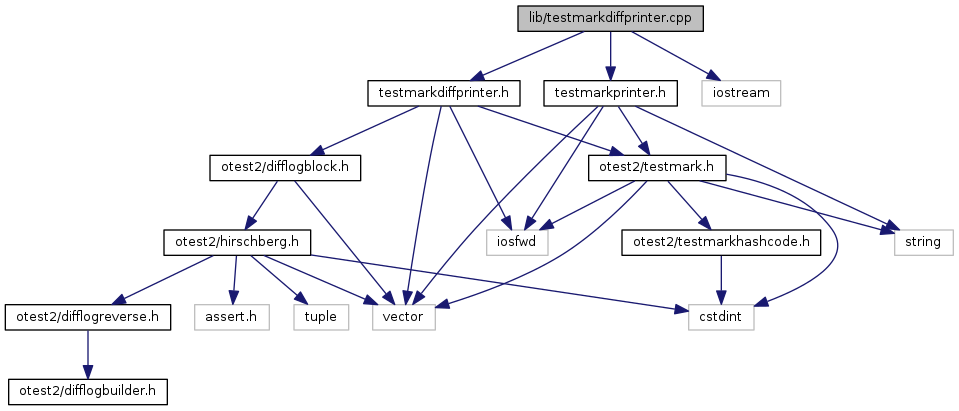 lib/testmarkdiffprinter.cpp
testmarkdiffprinter.h
testmarkprinter.h
iostream
otest2/difflogblock.h
otest2/testmark.h
otest2/hirschberg.h
iosfwd
otest2/testmarkhashcode.h
string
otest2/difflogreverse.h
assert.h
tuple
vector
cstdint
otest2/difflogbuilder.h